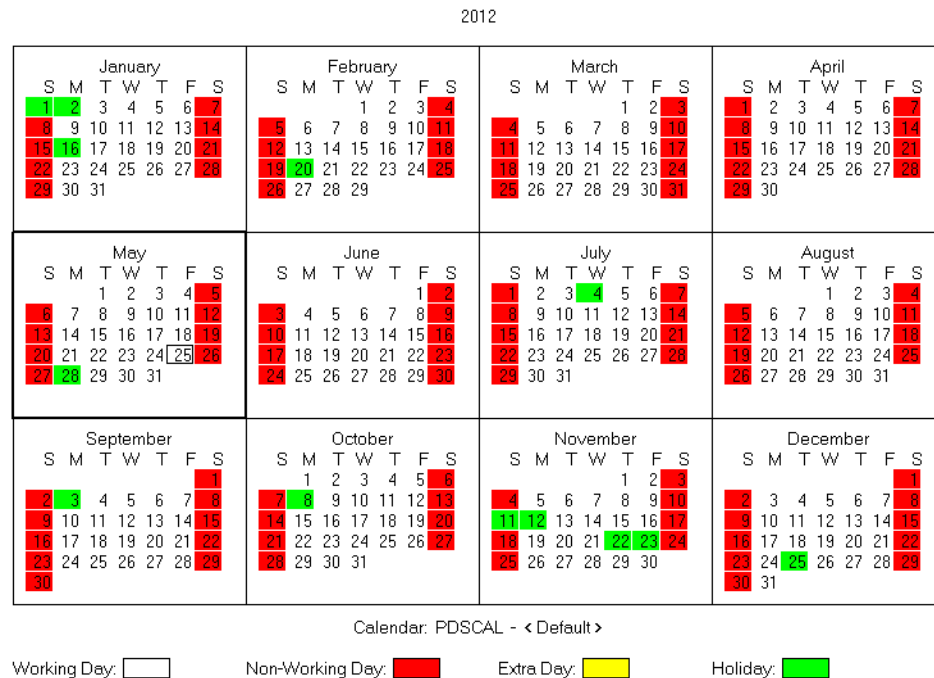 2012
January
S M T W T F S
1 2 3 4 5 6 7
8 9 10 11 12 13 14
15 16 17 18 19 20 21
22 23 24 25 26 27 28
29 30 31
February
S M T W T F S
1 2 3 4
5 6 7 8 9 10 11
12 13 14 15 16 17 18
19 20 21 22 23 24 25
26 27 28 29
March
S M T W T F S
1 2 3
4 5 6 7 8 9 10
11 12 13 14 15 16 17
18 19 20 21 22 23 24
25 26 27 28 29 30 31
April
S M T W T F S
1 2 3 4 5 6 7
8 9 10 11 12 13 14
15 16 17 18 19 20 21
22 23 24 25 26 27 28
29 30
May
S M T W T F S
1 2 3 4 5
6 7 8 9 10 11 12
13 14 15 16 17 18 19
20 21 22 23 24 25 26
27 28 29 30 31
June
S M T W T F S
1 2
3 4 5 6 7 8 9
10 11 12 13 14 15 16
17 18 19 20 21 22 23
24 25 26 27 28 29 30
July
S M T W T F S
1 2 3 4 5 6 7
8 9 10 11 12 13 14
15 16 17 18 19 20 21
22 23 24 25 26 27 28
29 30 31
August
S M T W T F S
1 2 3 4
5 6 7 8 9 10 11
12 13 14 15 16 17 18
19 20 21 22 23 24 25
26 27 28 29 30 31
September
S M T W T F S
1
2 3 4 5 6 7 8
9 10 11 12 13 14 15
16 17 18 19 20 21 22
23 24 25 26 27 28 29
30
October
S M T W T F S
1 2 3 4 5 6
7 8 9 10 11 12 13
14 15 16 17 18 19 20
21 22 23 24 25 26 27
28 29 30 31
November
S M T W T F S
1 2 3
4 5 6 7 8 9 10
11 12 13 14 15 16 17
18 19 20 21 22 23 24
25 26 27 28 29 30
December
S M T W T F S
1
2 3 4 5 6 7 8
9 10 11 12 13 14 15
16 17 18 19 20 21 22
23 24 25 26 27 28 29
30 31
Calendar: PDSCAL - < Default >
Working Day: Non-Working Day: Extra Day: Holiday: